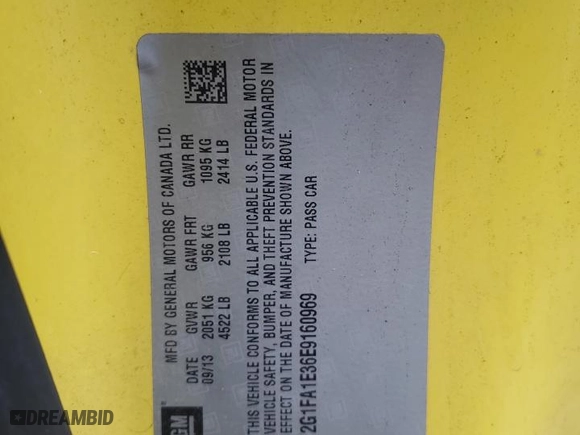 MFD BY GENERAL MOTORS OF CANADA LTD.
DATE GVWR GAWR FRT GAWR RR
09/13 2051 KG 956 KG 1095 KG
4522 LB 2108 LB 2414 LB
THIS VEHICLE CONFORMS TO ALL APPLICABLE U.S. FEDERAL MOTOR
VEHICLE SAFETY, BUMPER, AND THEFT PREVENTION STANDARDS IN
EFFECT ON THE DATE OF MANUFACTURE SHOWN ABOVE.
2G1FA1E36E9160969 TYPE: PASS CAR
GM
DREAMBID